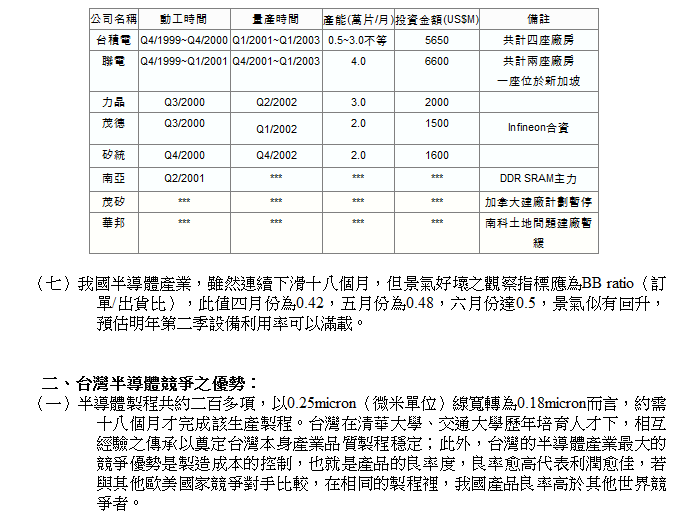 公司名稱 動工時間 量產時間 產能(萬片/月) 投資金額(US$M) 備註
台積電 Q4/1999~Q4/2000 Q1/2001~Q1/2003 0.5~3.0不等 5650 共計四座廠房
聯電 Q4/1999~Q1/2001 Q4/2001~Q1/2003 4.0 6600 共計兩座廠房
一座位於新加坡
力晶 Q3/2000 Q2/2002 3.0 2000
茂德 Q3/2000 Q1/2002 2.0 1500 Infineon合資
矽統 Q4/2000 Q4/2002 2.0 1600
南亞 Q2/2001 *** *** *** DDR SRAM主力
茂矽 *** *** *** *** 加拿大建廠計劃暫停
華邦 *** *** *** *** 南科土地問題建廠暫
緩
（七）我國半導體產業，雖然連續下滑十八個月，但景氣好壞之觀察指標應為BB ratio（訂
單/出貨比），此值四月份為0.42，五月份為0.48，六月份達0.5，景氣似有回升，
預估明年第二季設備利用率可以滿載。
二、台灣半導體競爭之優勢：
（一）半導體製程共約二百多項，以0.25micron（微米單位）線寬轉為0.18micron而言，約需
十八個月才完成該生產製程。台灣在清華大學、交通大學歷年培育人才下，相互
經驗之傳承以奠定台灣本身產業品質製程穩定；此外，台灣的半導體產業最大的
競爭優勢是製造成本的控制，也就是產品的良率度，良率愈高代表利潤愈佳，若
與其他歐美國家競爭對手比較，在相同的製程裡，我國產品良率高於其他世界競
爭者。